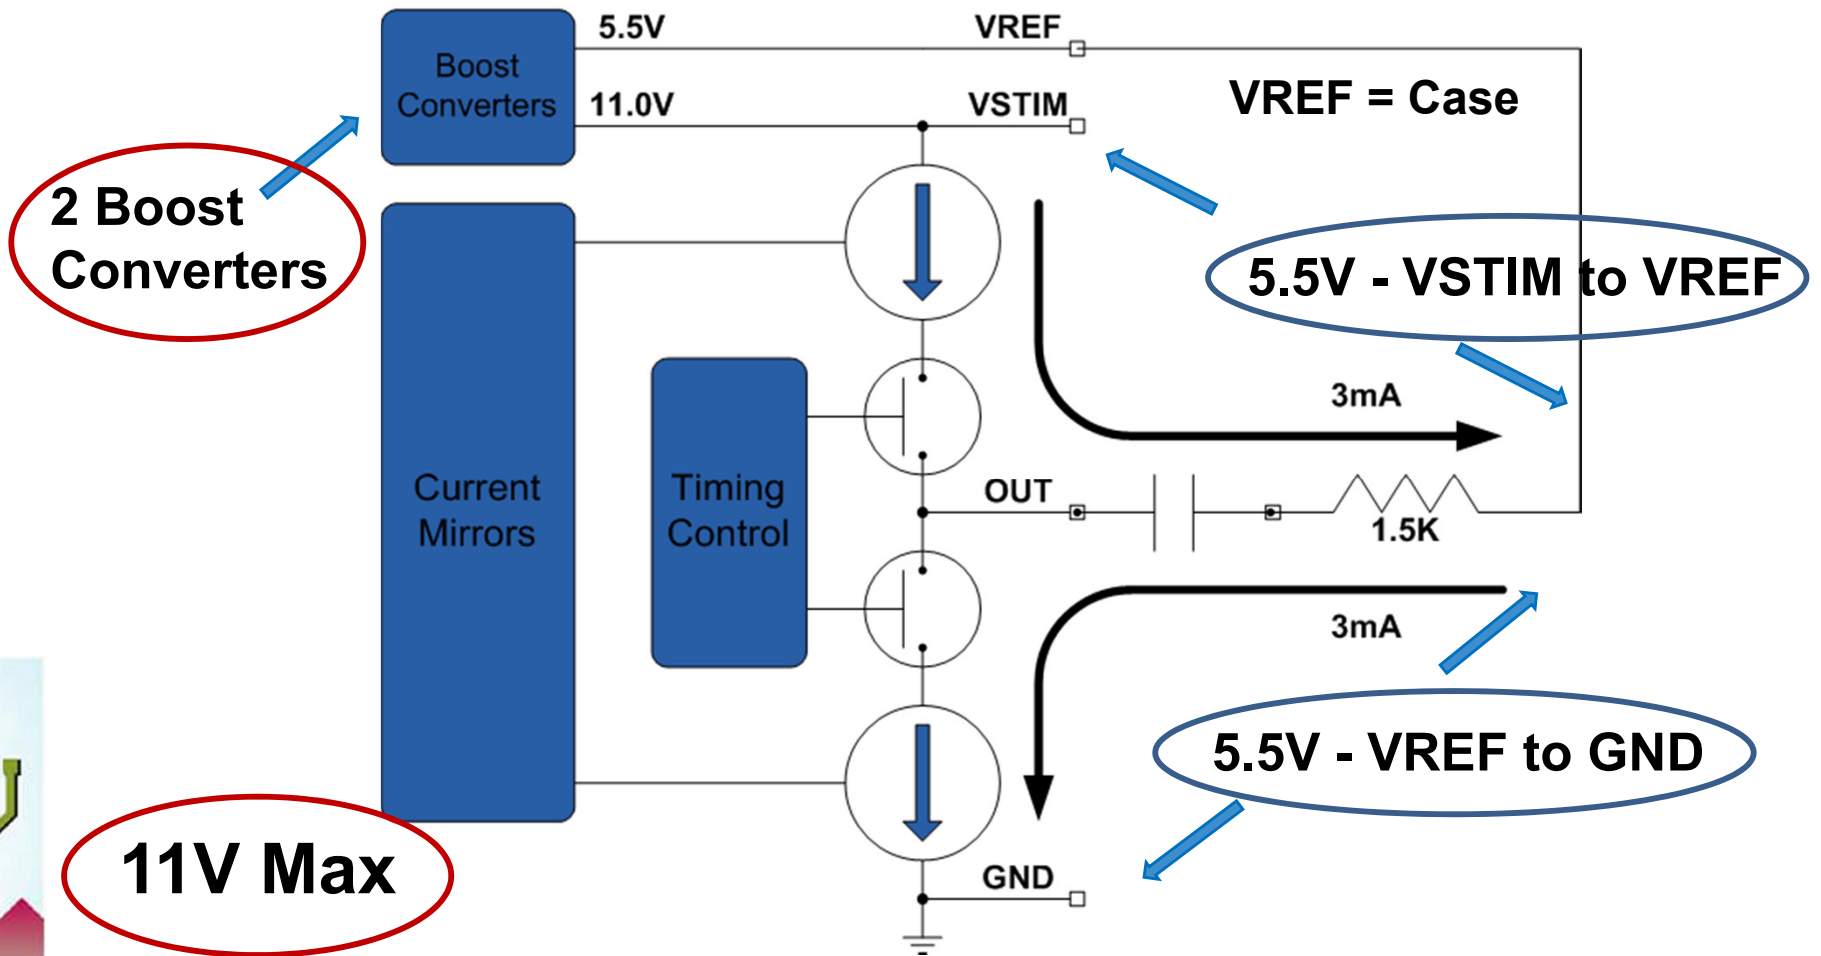 5.5V
VREF
Boost
Converters
11.0V
VSTIM
VREF = Case
2 Boost
Converters
5.5V - VSTIM to VREF
3mA
Current
Mirrors
Timing
Control
OUT
1.5K
3mA
5.5V - VREF to GND
11V Max
GND